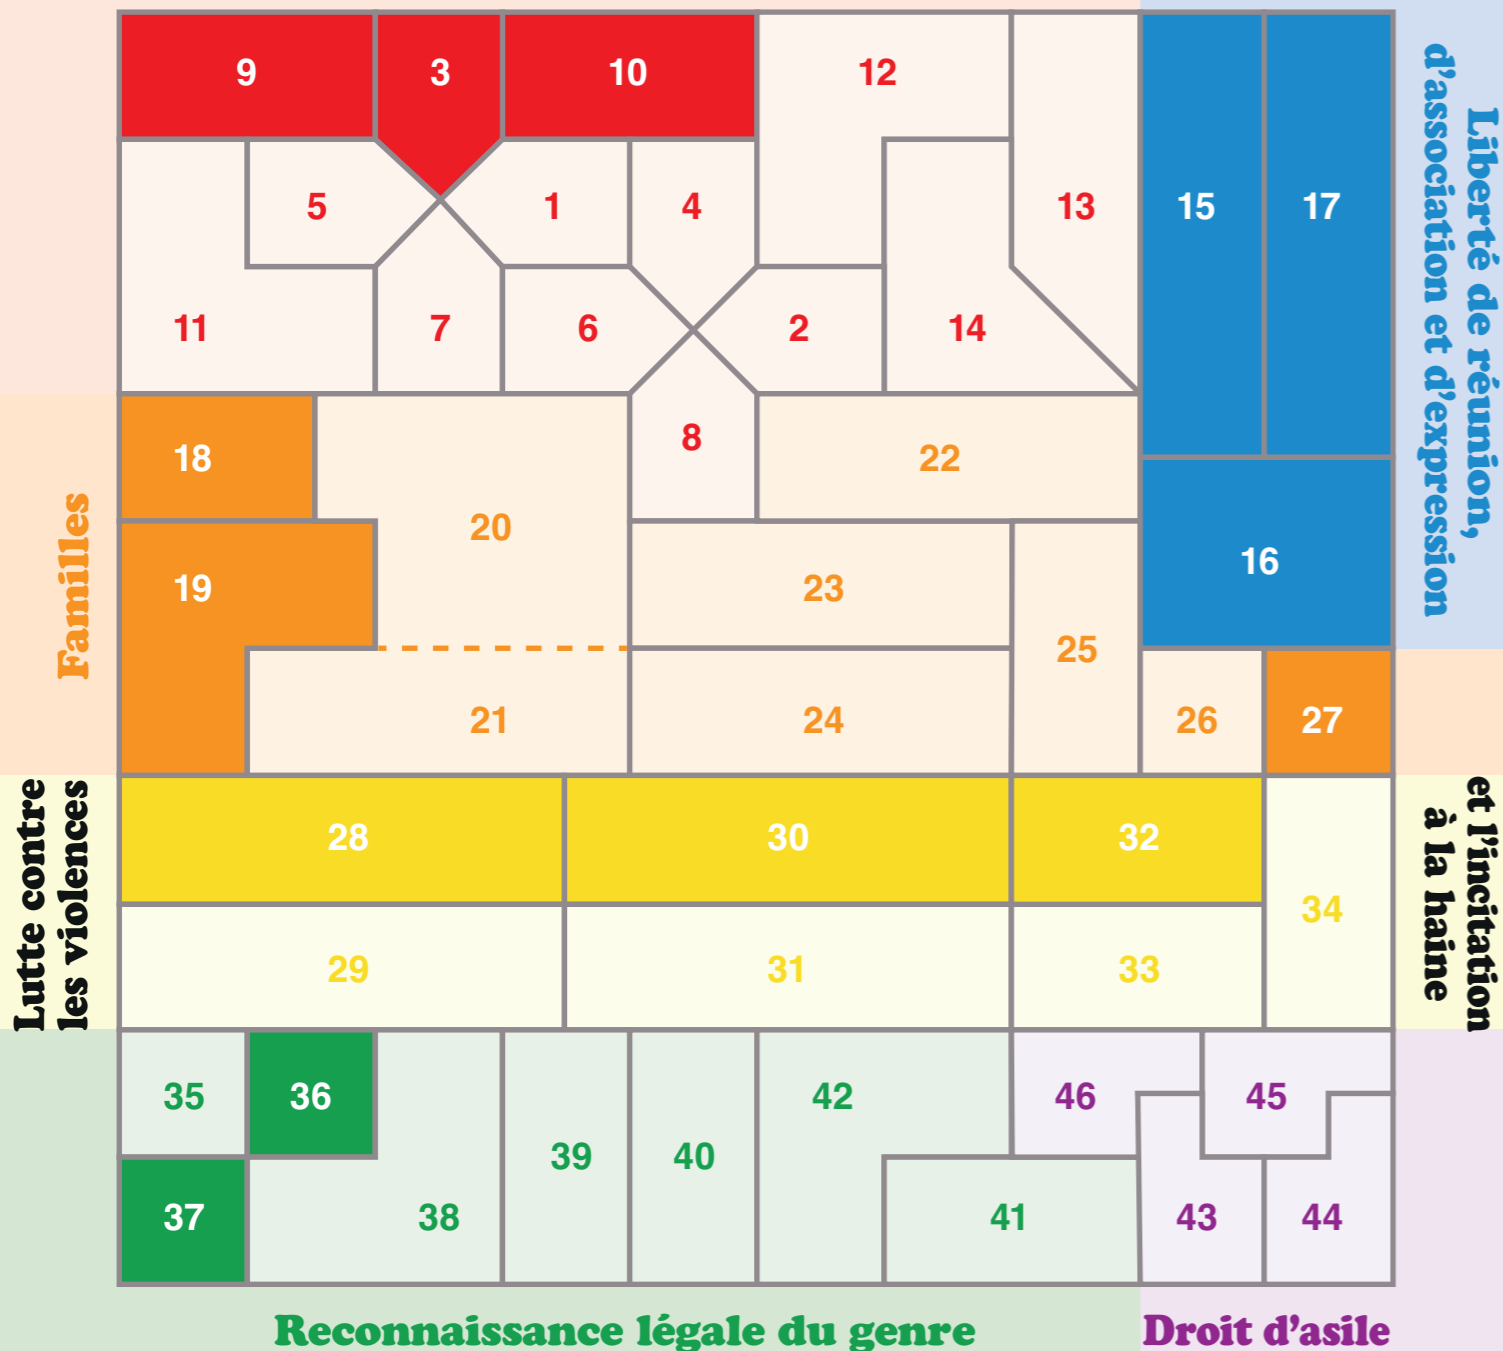 9 3 10 12
5 1 4 13 15 17
11 7 6 2 14
18 8 22
20
19 23 16
25
21 24 26 27
28 30 32
34
29 31 33
35 36 42 46 45
39 40
37 38 41 43 44
Familles
Lutte contre
les violences
Liberté de réunion,
d'association et d'expression
et l'incitation
à la haine
Reconnaissance légale du genre
Droit d'asile